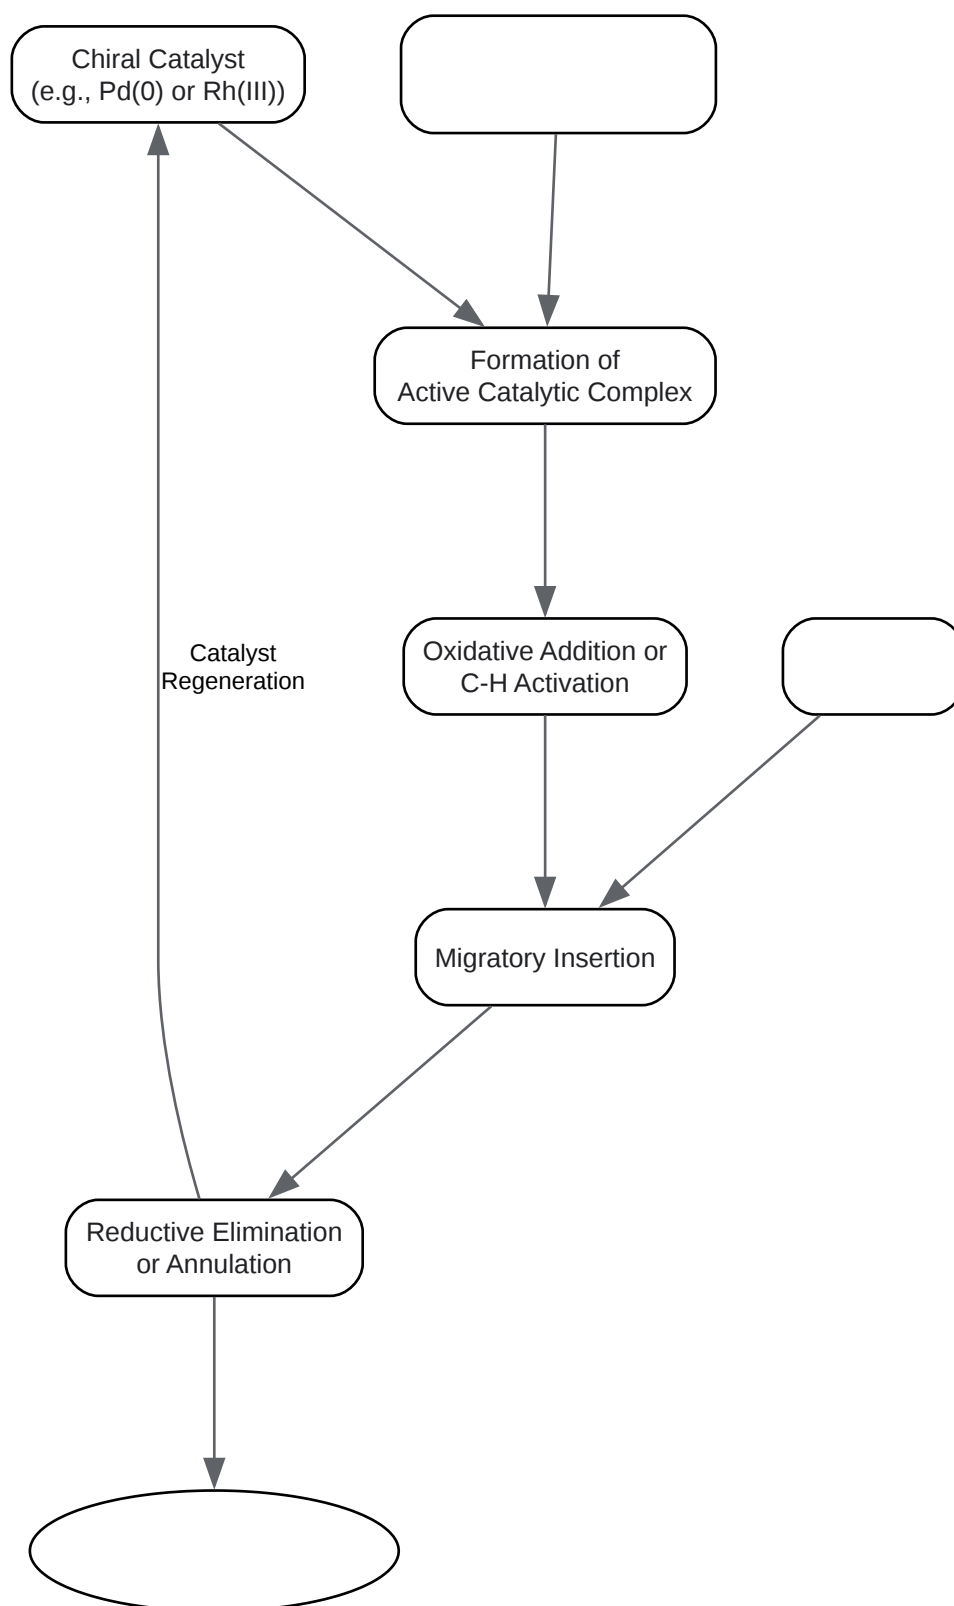 Chiral Catalyst
(e.g., Pd(0) or Rh(III))
Formation of
Active Catalytic Complex
Oxidative Addition or
C-H Activation
Catalyst
Regeneration
Migratory Insertion
Reductive Elimination
or Annulation